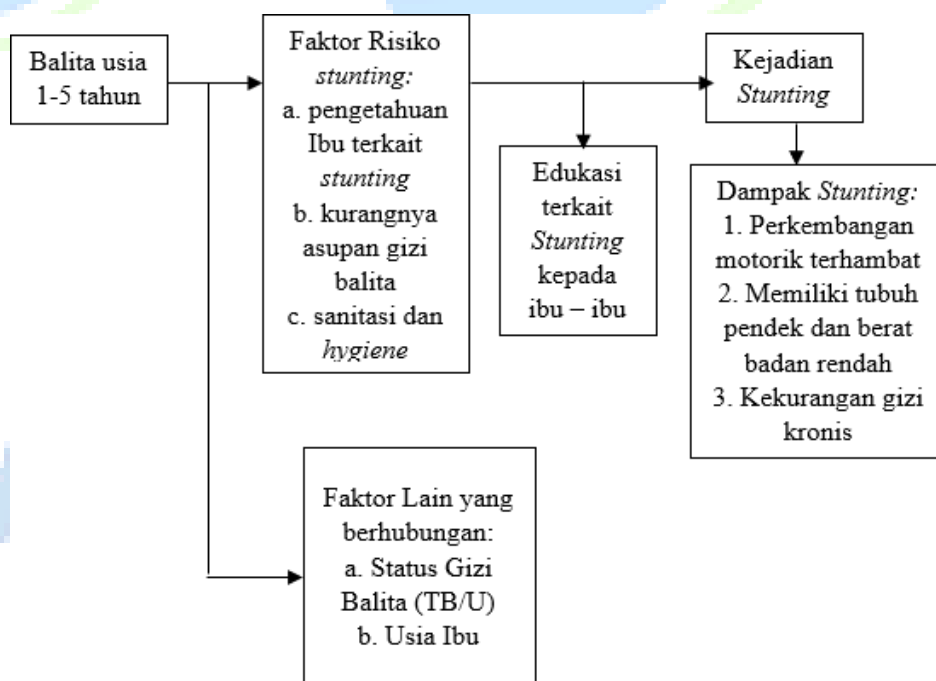 Balita usia
1-5 tahun
Faktor Risiko
stunting:
a. pengetahuan
Ibu terkait
stunting
b. kurangnya
asupan gizi
balita
c. sanitasi dan
hygiene
Edukasi
terkait
Stunting
kepada
ibu – ibu
Kejadian
Stunting
Dampak Stunting:
1. Perkembangan
motorik terhambat
2. Memiliki tubuh
pendek dan berat
badan rendah
3. Kekurangan gizi
kronis
Faktor Lain yang
berhubungan:
a. Status Gizi
Balita (TB/U)
b. Usia Ibu